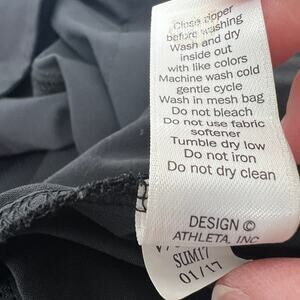 Close zipper
before washing
Wash and dry
inside out
with like colors
Machine wash cold
gentle cycle
Wash in mesh bag
Do not bleach
Do not use fabric
softener
Tumble dry low
Do not iron
Do not dry clean
DESIGN ©
ATHLETA, INC
SUM17
01/17